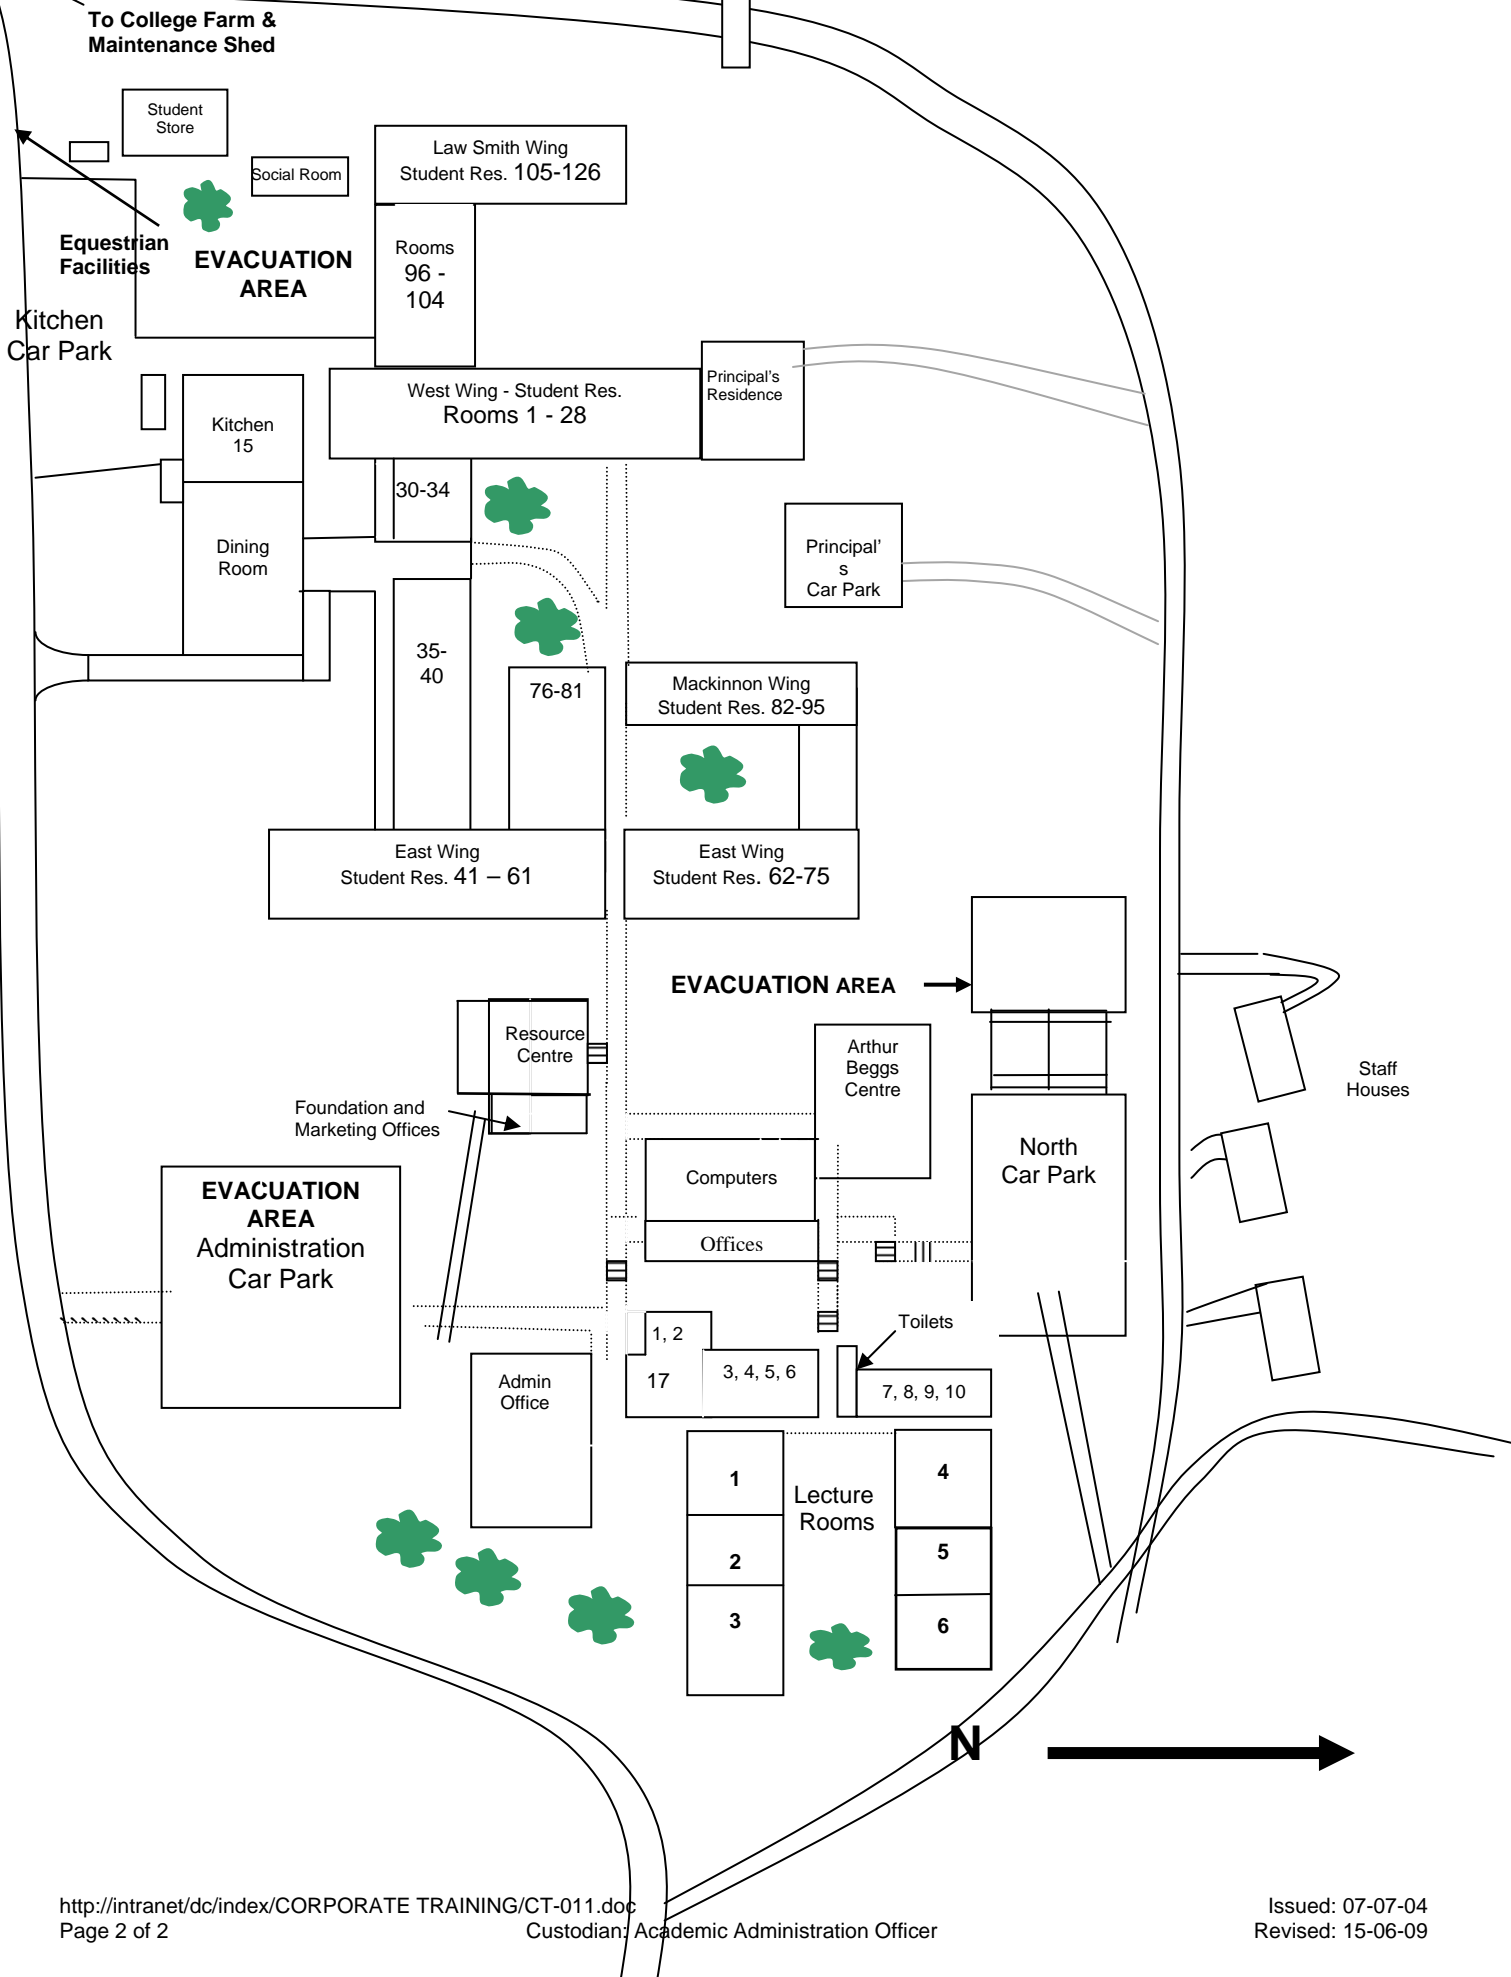 To College Farm &
Maintenance Shed
Student
Store
Social Room
Law Smith Wing
Student Res. 105-126
Equestrian
Facilities
EVACUATION
AREA
Rooms
96 -
104
Kitchen
Car Park
West Wing - Student Res.
Rooms 1 - 28
Principal's
Residence
Kitchen
15
30-34
Dining
Room
Principal'
s
Car Park
35-
40
76-81
Mackinnon Wing
Student Res. 82-95
East Wing
Student Res. 41 – 61
East Wing
Student Res. 62-75
EVACUATION AREA
Resource
Centre
Arthur
Beggs
Centre
Staff
Houses
Foundation and
Marketing Offices
North
Car Park
Computers
EVACUATION
AREA
Administration
Car Park
Offices
Toilets
1, 2
17
3, 4, 5, 6
7, 8, 9, 10
Admin
Office
1
2
3
Lecture
Rooms
4
5
6
N
http://intranet/dc/index/CORPORATE TRAINING/CT-011.doc
Issued: 07-07-04
Page 2 of 2
Custodian: Academic Administration Officer
Revised: 15-06-09